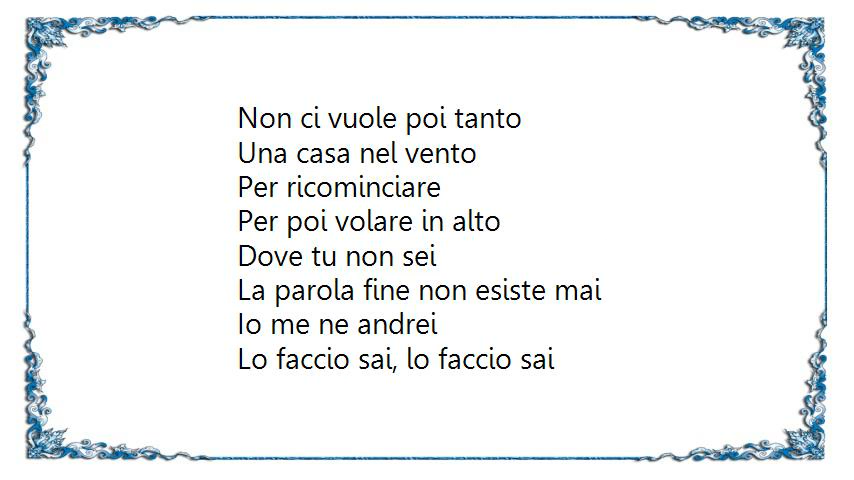 Non ci vuole poi tanto
Una casa nel vento
Per ricominciare
Per poi volare in alto
Dove tu non sei
La parola fine non esiste mai
Io me ne andrei
Lo faccio sai, lo faccio sai